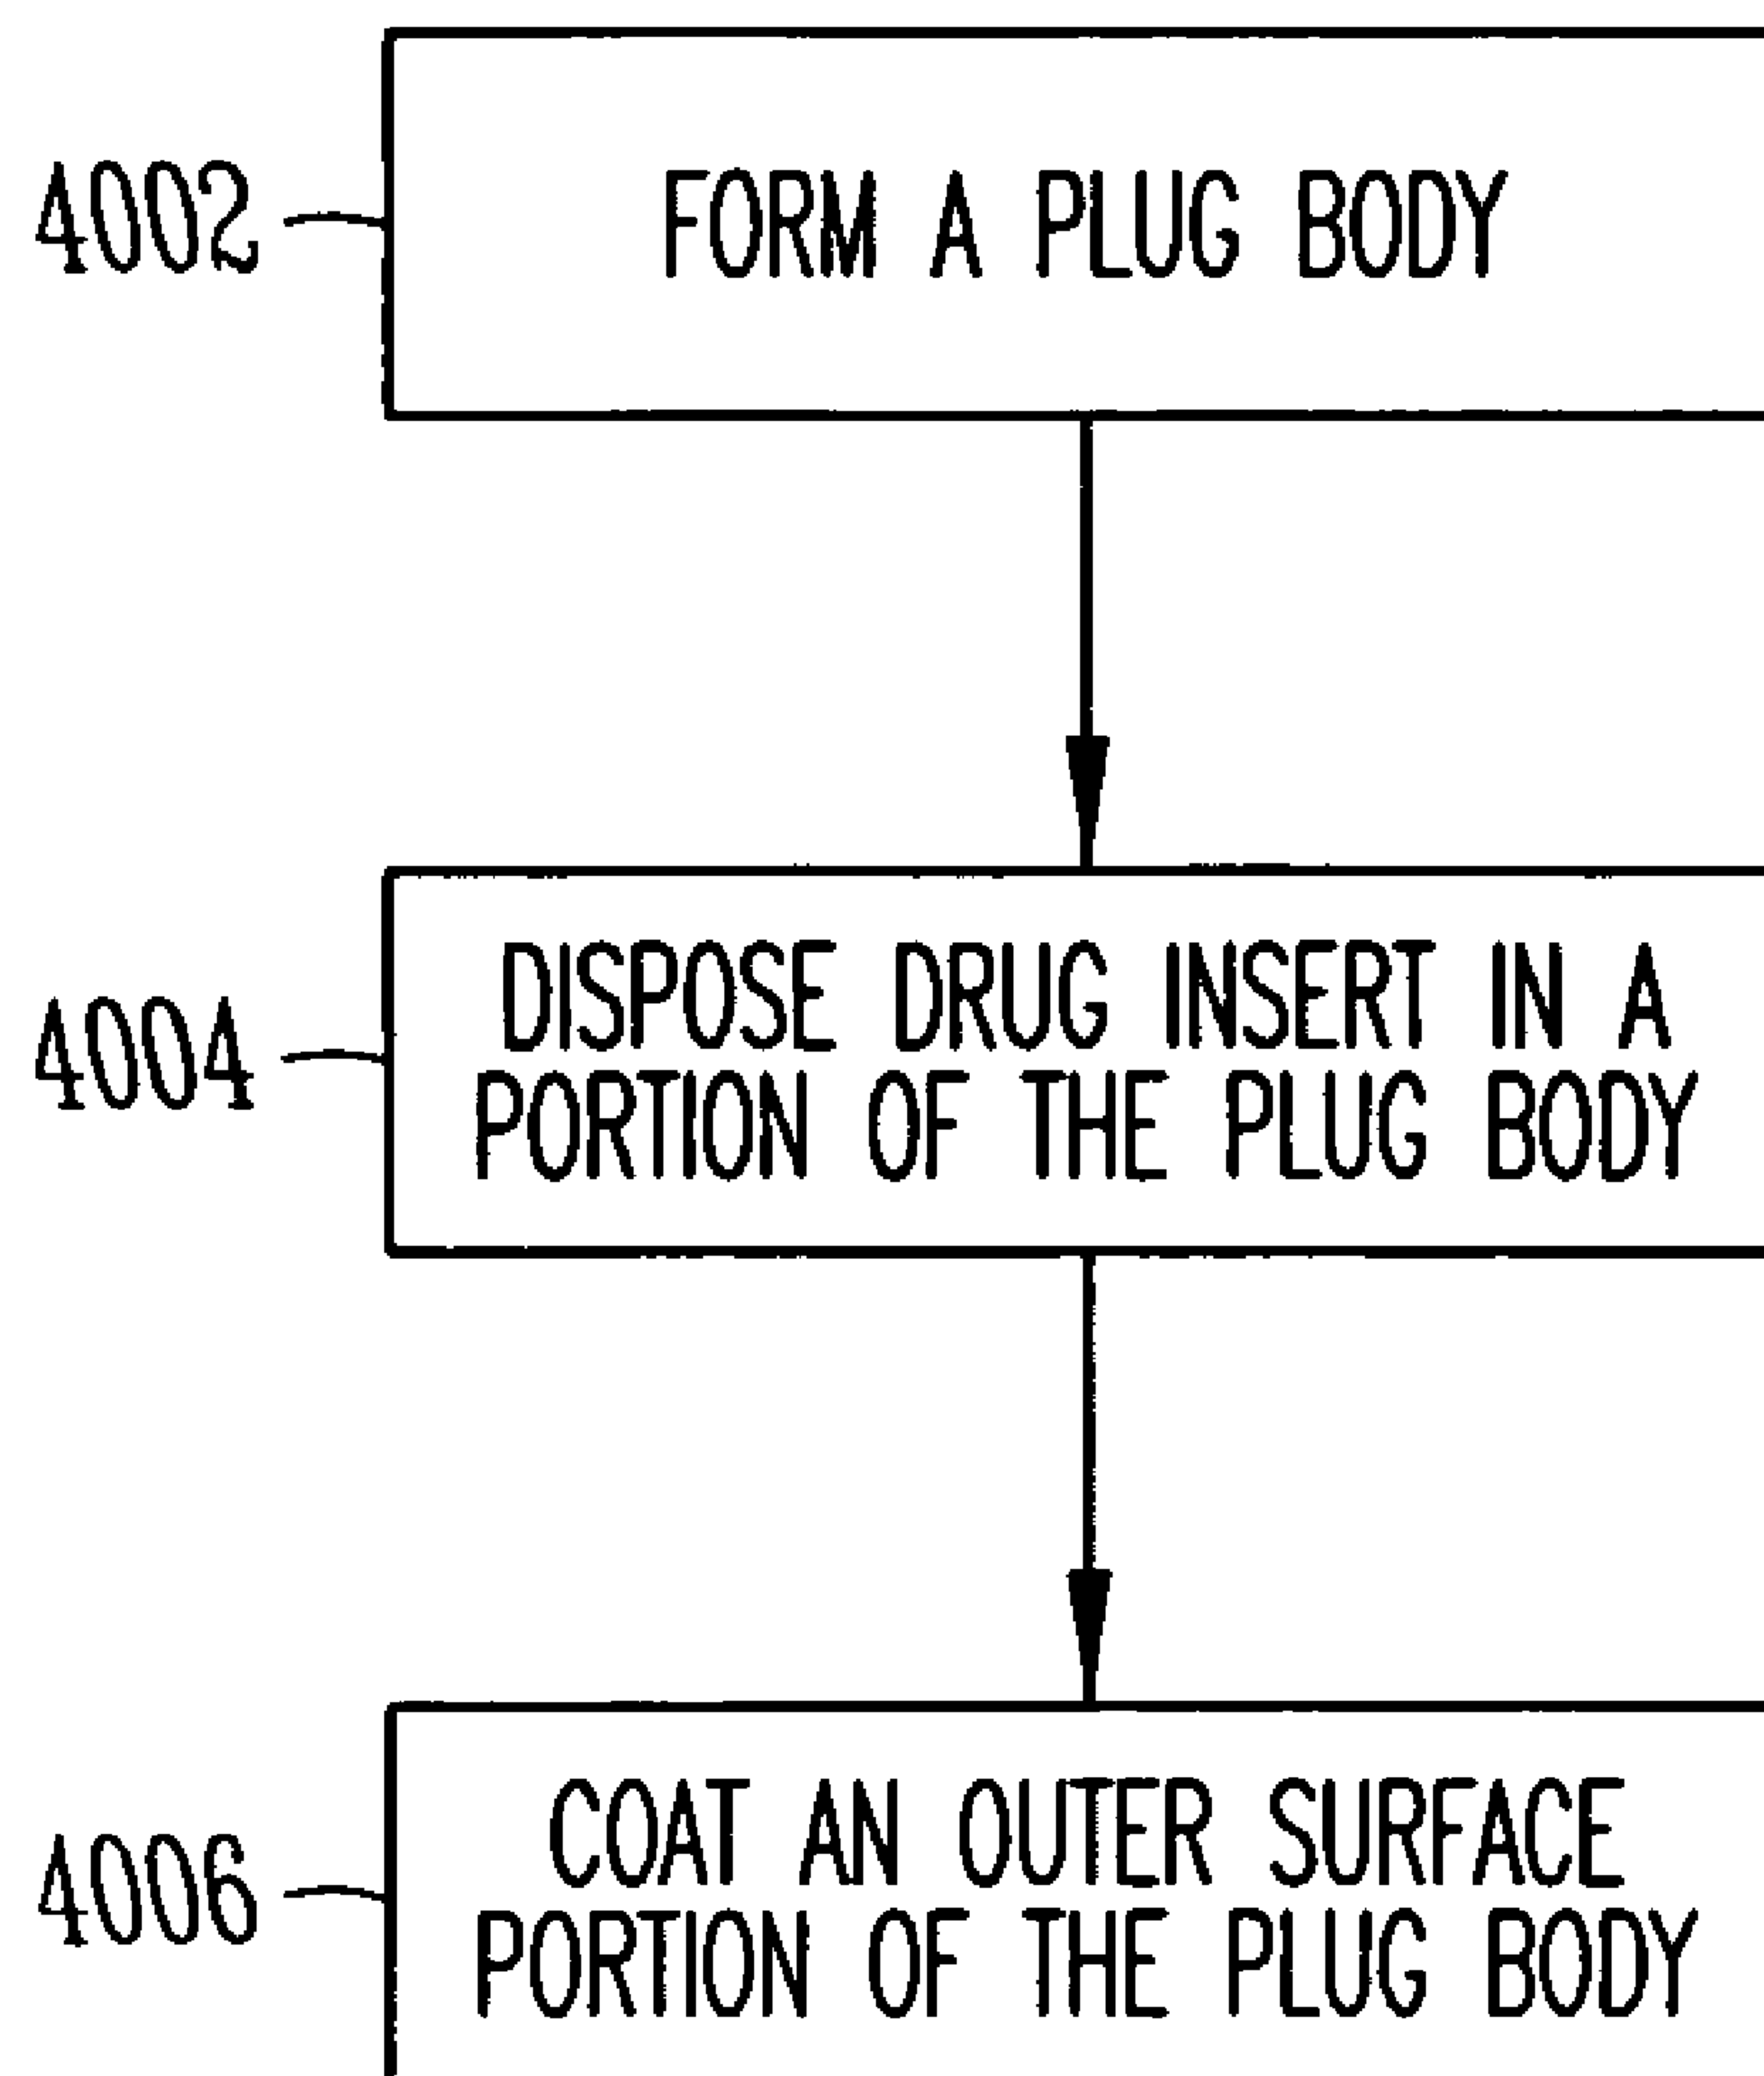 4002
FORM A PLUG BODY
4004
DISPOSE DRUG INSERT IN A
PORTION OF THE PLUG BODY
4006
COAT AN OUTER SURFACE
PORTION OF THE PLUG BODY